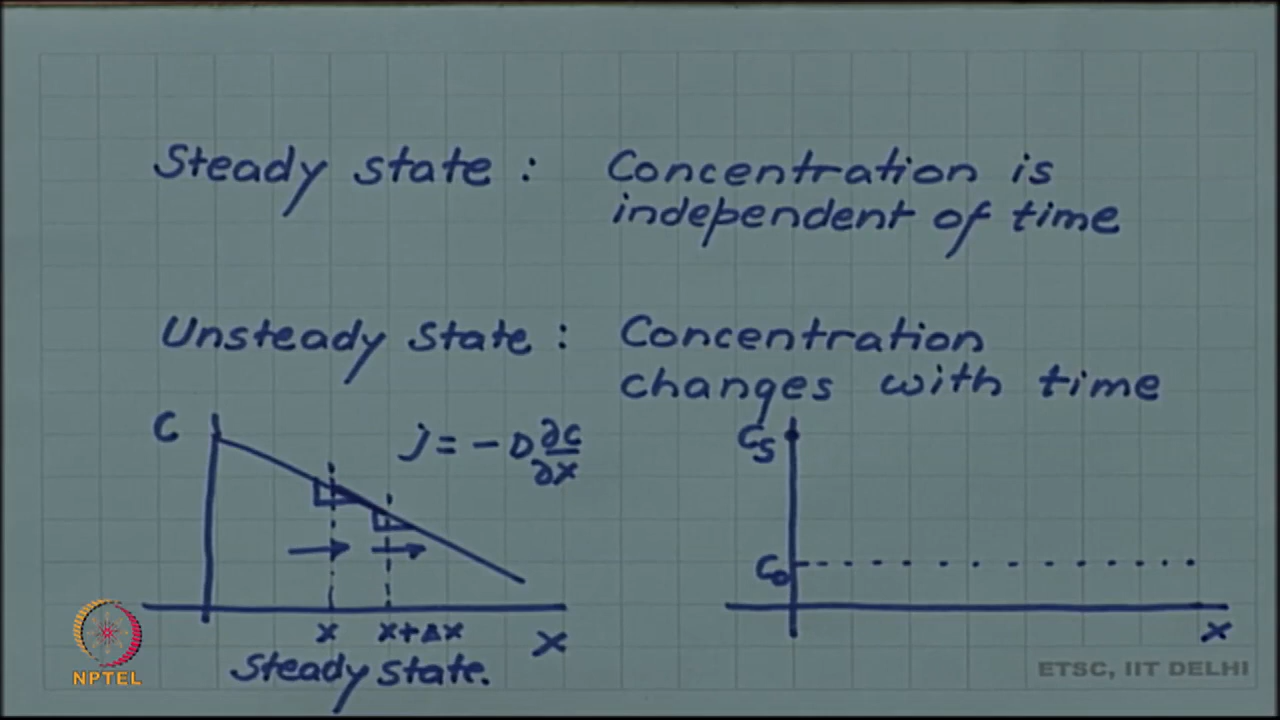 Steady state : Concentration is
independent of time
Unsteady state : Concentration
changes with time
C
J = - D ∂C/∂x
x
x+Δx
x
Steady state.
Cs
C0
x
NPTEL
ETSC, IIT DELHI